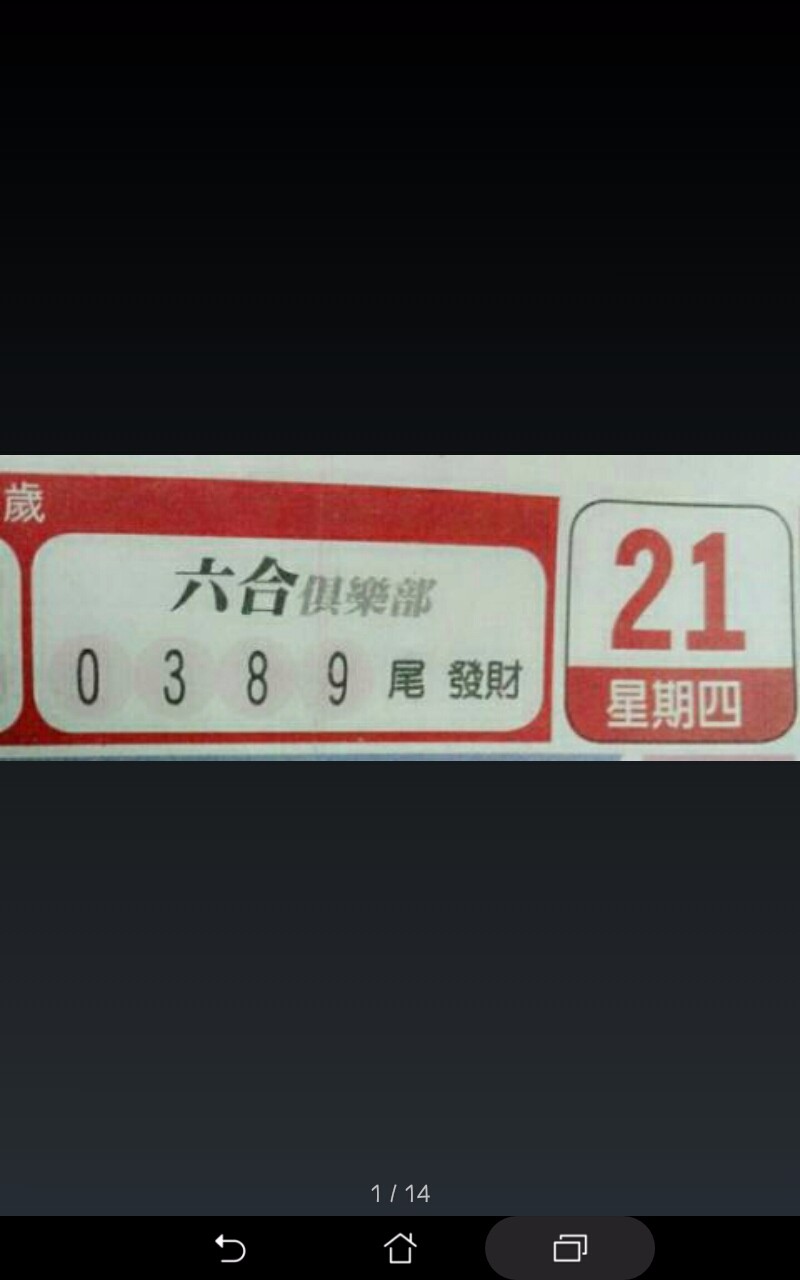 歲
六合俱樂部
0 3 8 9 尾 發財
21
星期四
1 / 14